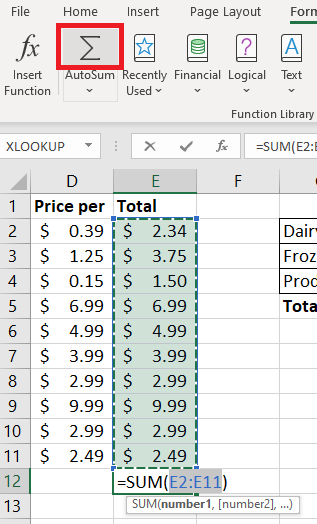 File Home Insert Page Layout Form
fx Σ ? θ
Insert AutoSum Recently Financial Logical Text
Function Used
Function Library
XLOOKUP fx =SUM(E2:E
D E F
1 Price per Total
2 $ 0.39 $ 2.34 Dairy
3 $ 1.25 $ 3.75 Froz
4 $ 0.15 $ 1.50 Prod
5 $ 6.99 $ 6.99 Tota
6 $ 4.99 $ 4.99
7 $ 3.99 $ 3.99
8 $ 2.99 $ 2.99
9 $ 9.99 $ 9.99
10 $ 2.99 $ 2.99
11 $ 2.49 $ 2.49
12 =SUM(E2:E11)
SUM(number1, [number2], ...)
13